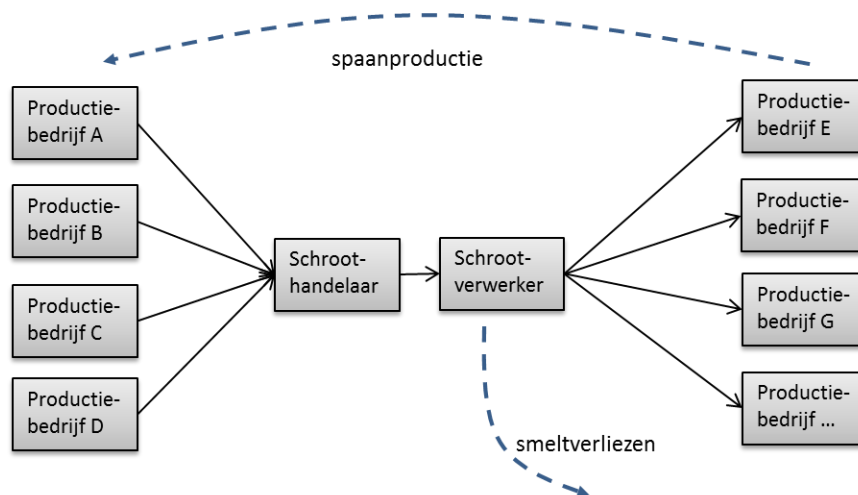 spaanproductie
Productie-
bedrijf A
Productie-
bedrijf B
Productie-
bedrijf C
Productie-
bedrijf D
Schroot-
handelaar
Schroot-
verwerker
Productie-
bedrijf E
Productie-
bedrijf F
Productie-
bedrijf G
Productie-
bedrijf ...
smeltverliezen